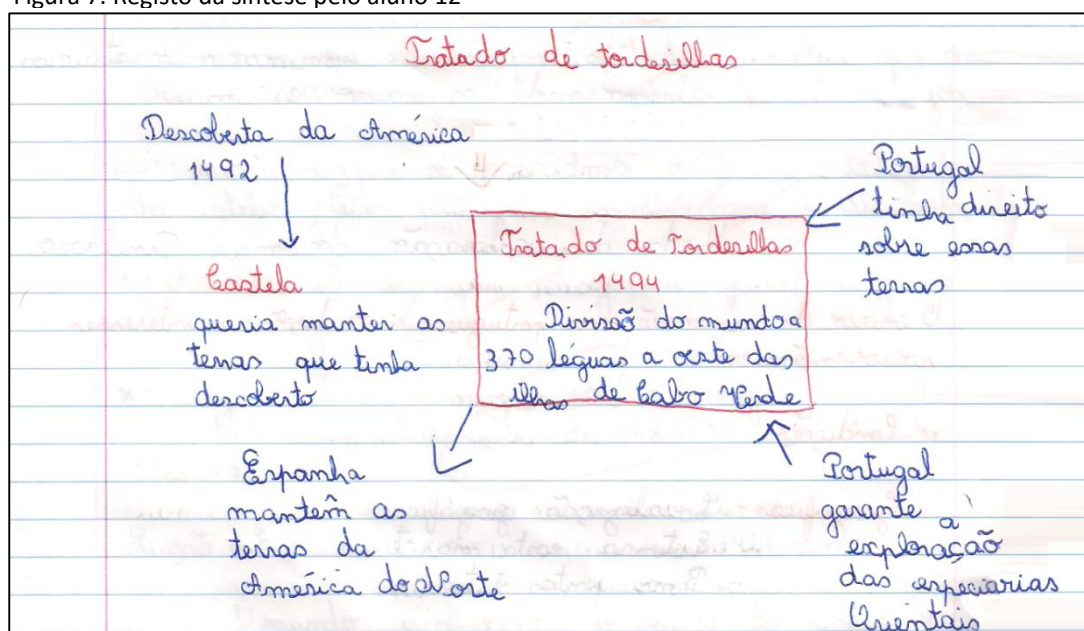 Figura 7. Registo da síntese pelo aluno 12
Tratado de tordesilhas
Descoberta da América
1492
Castela
queria manter as
terras que tinha
descoberto
Tratado de Tordesilhas
1494
Divisão do mundo a
370 léguas a oeste das
ilhas de Cabo Verde
Portugal
tinha direito
sobre essas
terras
Espanha
mantêm as
terras da
América do Norte
Portugal
garante
a
exploração
das especiarias
Orientais